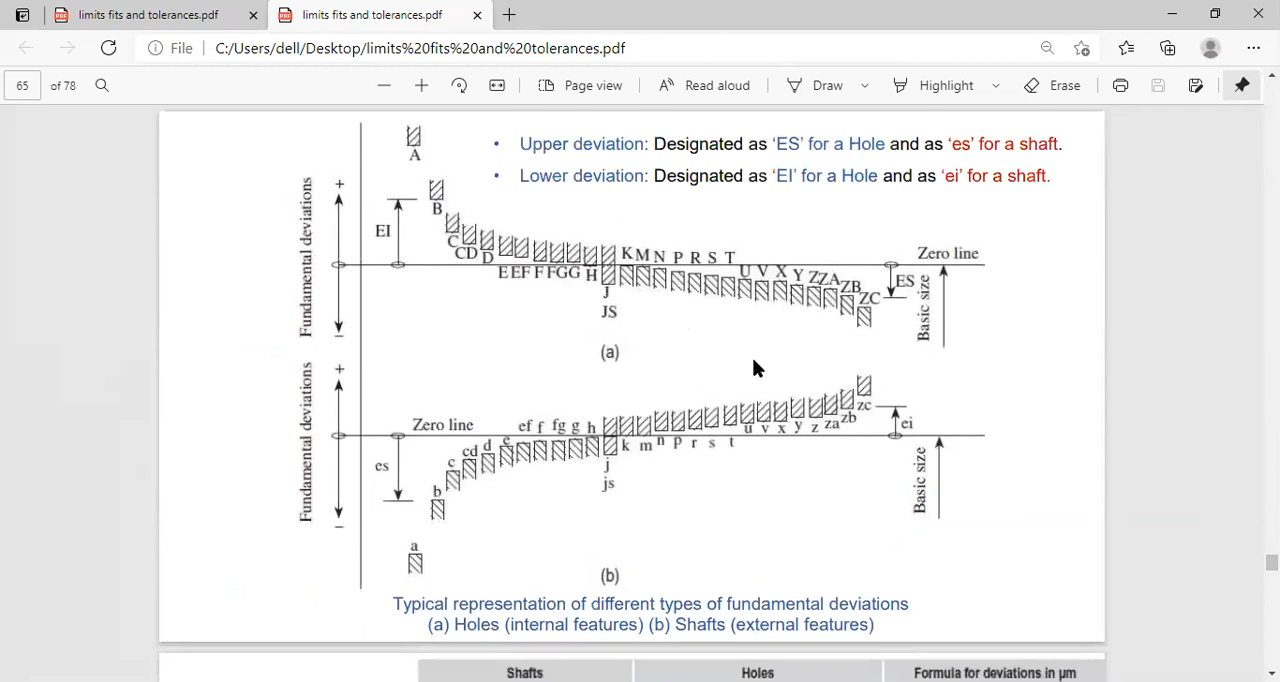 limits fits and tolerances.pdf
limits fits and tolerances.pdf
File
C:/Users/dell/Desktop/limits%20fits%20and%20tolerances.pdf
65 of 78
Page view
Read aloud
Draw
Highlight
Erase
• Upper deviation: Designated as ‘ES’ for a Hole and as ‘es’ for a shaft.
• Lower deviation: Designated as ‘EI’ for a Hole and as ‘ei’ for a shaft.
Fundamental deviations
+
−
EI
A
B
C
CD
D
E EF F FG G H
J
JS
K M N P R S T
U V X Y Z ZA ZB ZC
Zero line
ES
Basic size
(a)
Fundamental deviations
+
−
Zero line
es
a
b
c
cd
d
e
ef f fg g h
j
js
k m n p r s t
u v x y z za zb zc
ei
Basic size
(b)
Typical representation of different types of fundamental deviations
(a) Holes (internal features) (b) Shafts (external features)
Shafts Holes Formula for deviations in μm